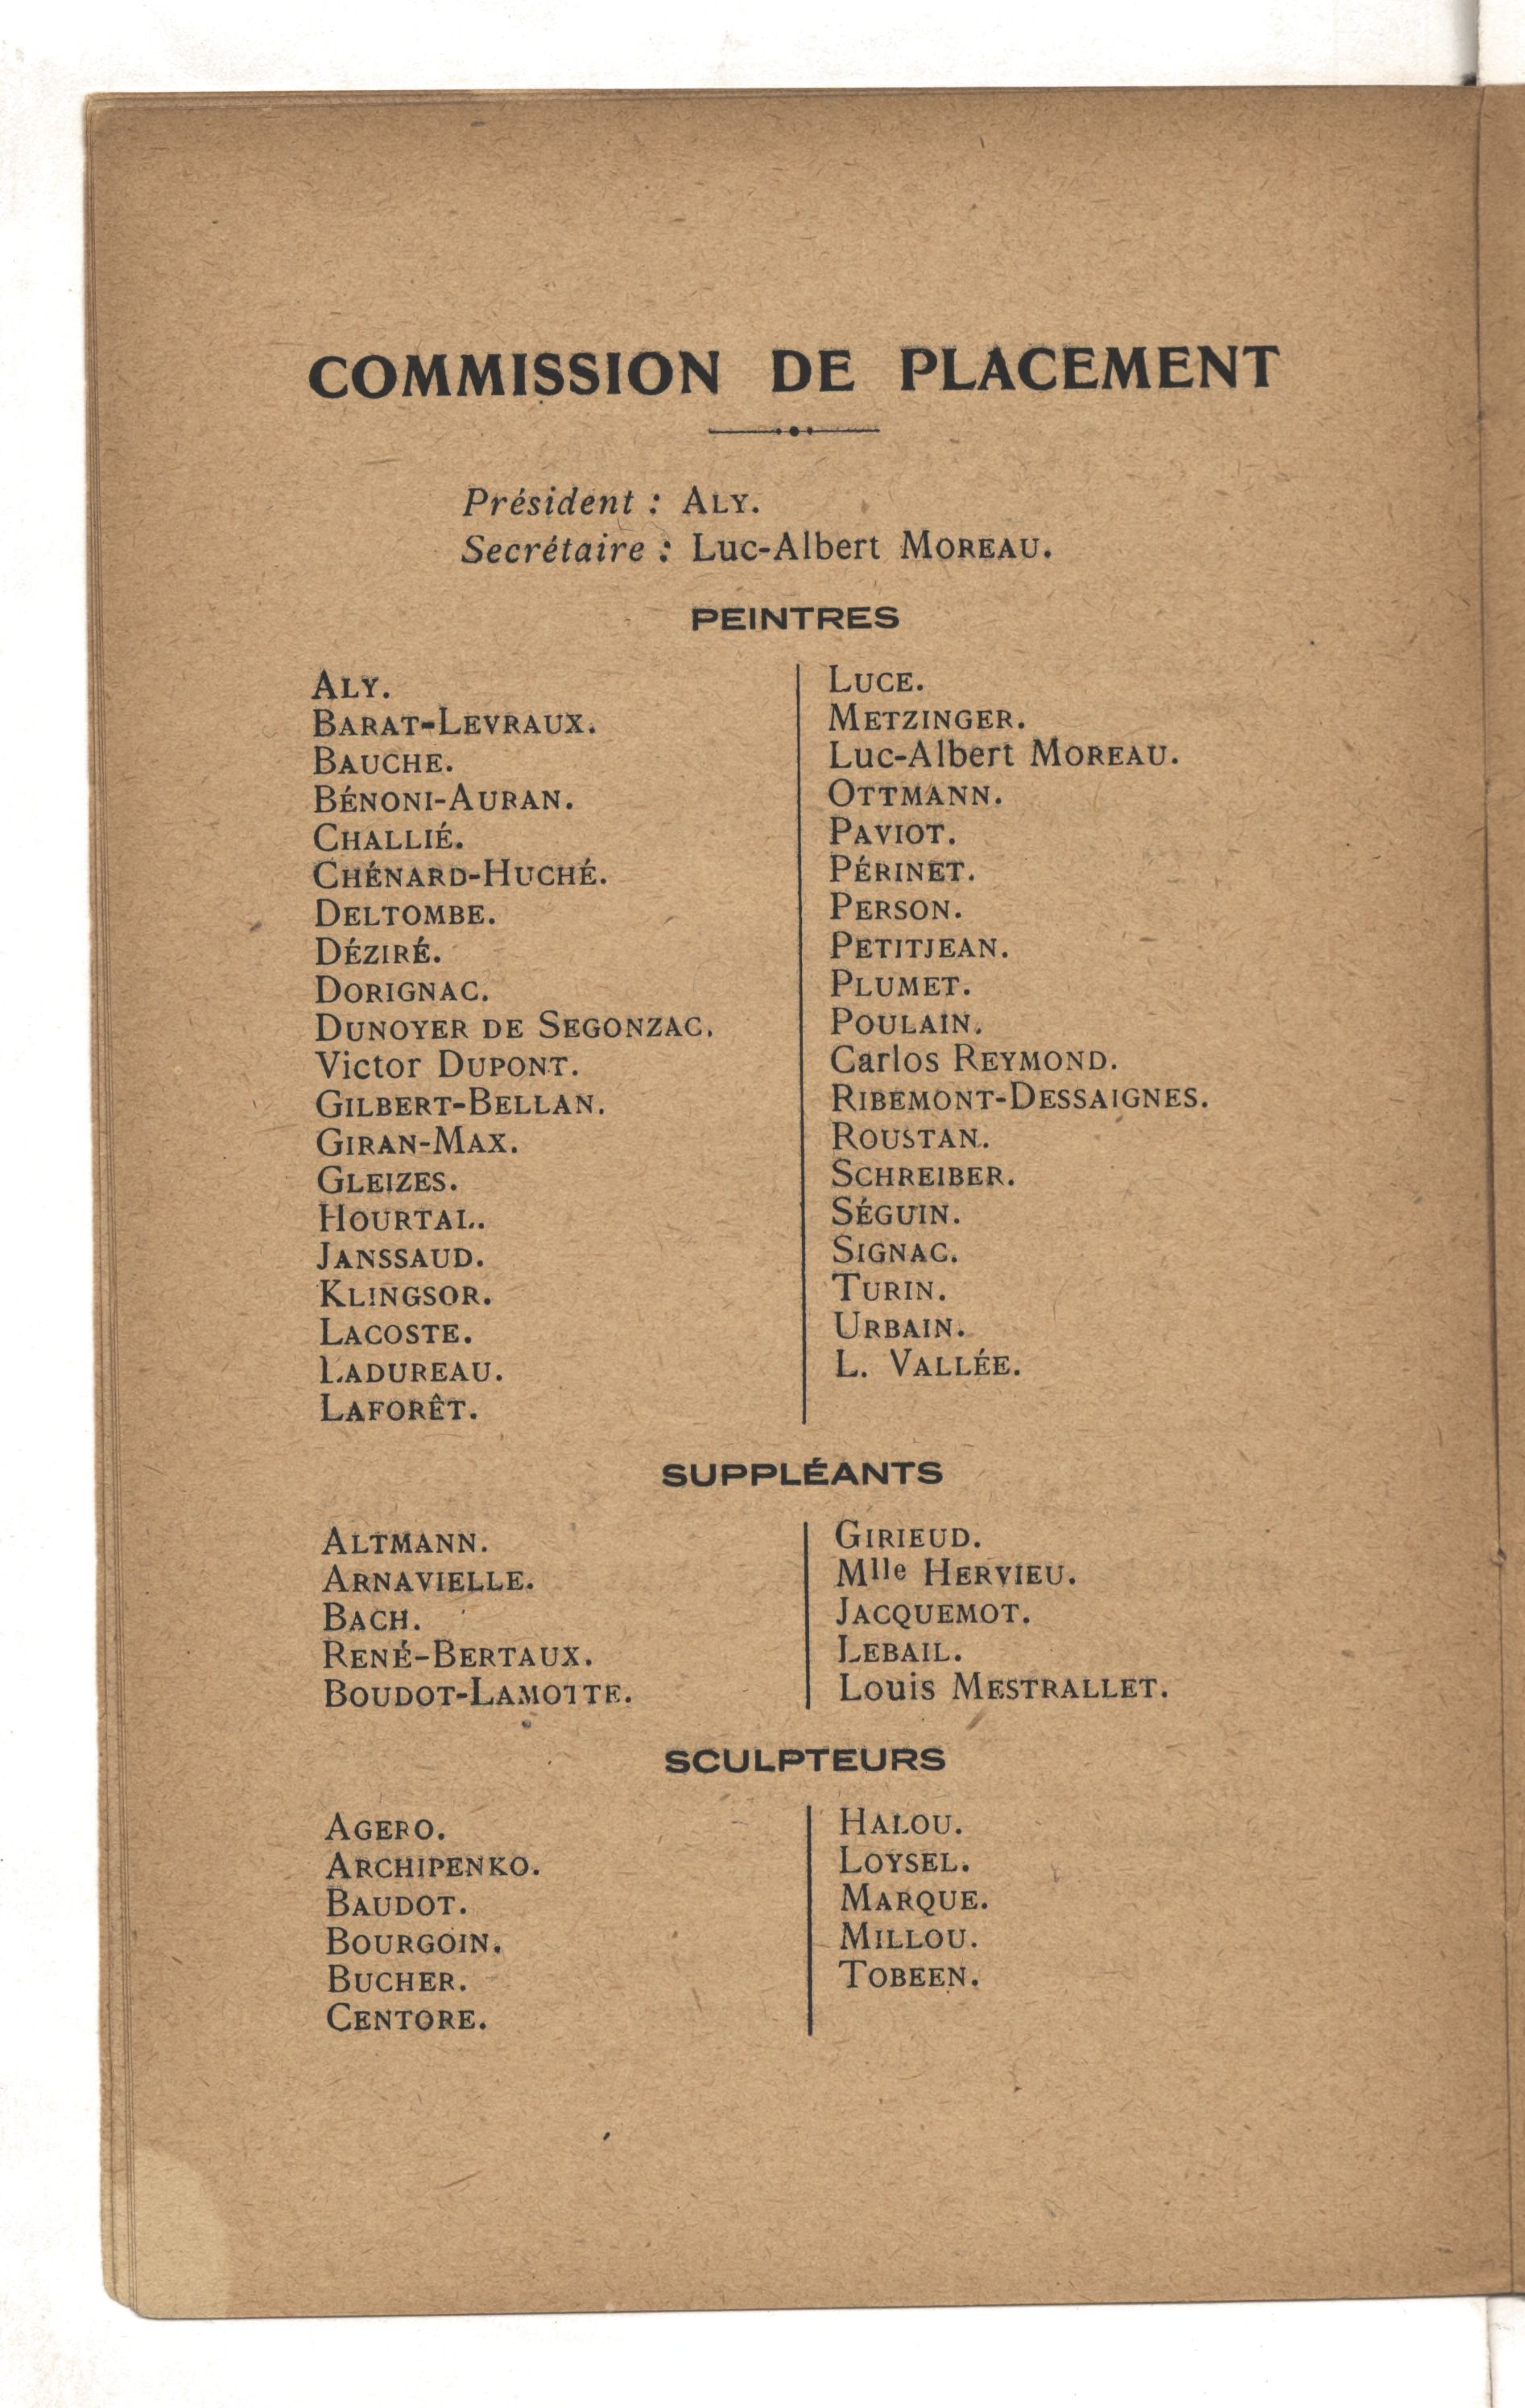 COMMISSION DE PLACEMENT
Président : ALY.
Secrétaire : Luc-Albert MOREAU.
PEINTRES
ALY.
BARAT-LEVRAUX.
BAUCHE.
BÉNONI-AURAN.
CHALLIÉ.
CHÉNARD-HUCHÉ.
DELTOMBE.
DÉZIRÉ.
DORIGNAC.
DUNOYER DE SEGONZAC.
Victor DUPONT.
GILBERT-BELLAN.
GIRAN-MAX.
GLEIZES.
HOURTAL.
JANSSAUD.
KLINGSOR.
LACOSTE.
LADUREAU.
LAFORÊT.
LUCE.
METZINGER.
Luc-Albert MOREAU.
OTTMANN.
PAVIOT.
PÉRINET.
PERSON.
PETITJEAN.
PLUMET.
POULAIN.
Carlos REYMOND.
RIBEMONT-DESSAIGNES.
ROUSTAN.
SCHREIBER.
SÉGUIN.
SIGNAC.
TURIN.
URBAIN.
L. VALLÉE.
SUPPLÉANTS
ALTMANN.
ARNAVIELLE.
BACH.
RENÉ-BERTAUX.
BOUDOT-LAMOTTE.
GIRIEUD.
Mlle HERVIEU.
JACQUEMOT.
LEBAIL.
Louis MESTRALLET.
SCULPTEURS
AGERO.
ARCHIPENKO.
BAUDOT.
BOURGOIN.
BUCHER.
CENTORE.
HALOU.
LOYSEL.
MARQUE.
MILLOU.
TOBEEN.